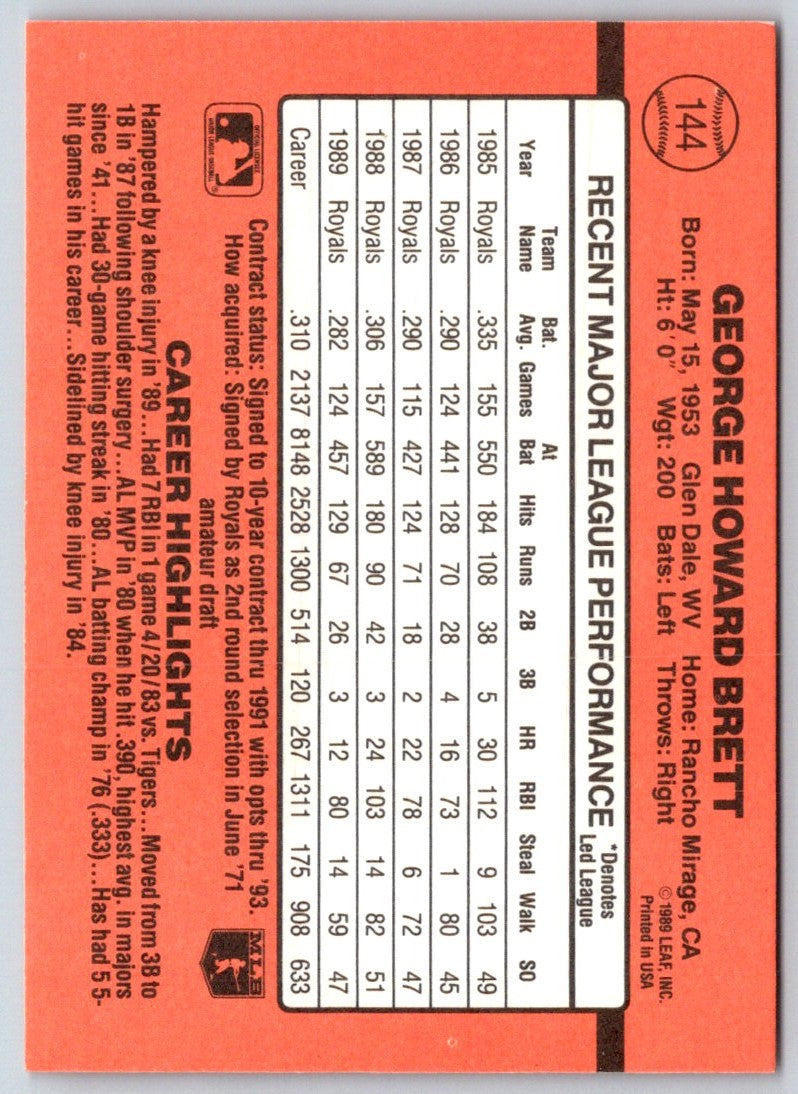 144
GEORGE HOWARD BRETT
Born: May 15, 1953 Glen Dale, WV Home: Rancho Mirage, CA
Ht: 6'0" Wgt: 200 Bats: Left Throws: Right
© 1989 LEAF, INC.
Printed in USA
RECENT MAJOR LEAGUE PERFORMANCE
*Denotes
Led League
Team Bat. At
Year Name Avg. Games Bat Hits Runs 2B 3B HR RBI Steal Walk SO
1985 Royals .335 155 550 184 108 38 5 30 112 9 103 49
1986 Royals .290 124 441 128 70 28 4 16 73 1 80 45
1987 Royals .290 115 427 124 71 18 2 22 78 6 72 47
1988 Royals .306 157 589 180 90 42 3 24 103 14 82 51
1989 Royals .282 124 457 129 67 26 3 12 80 14 59 47
Career .310 2137 8148 2528 1300 514 120 267 1311 175 908 633
OFFICIAL LICENSEE
MAJOR LEAGUE BASEBALL
®
Contract status: Signed to 10-year contract thru 1991 with opts thru '93.
How acquired: Signed by Royals as 2nd round selection in June '71
amateur draft
MLB
CAREER HIGHLIGHTS
Hampered by a knee injury in '89...Had 7 RBI in 1 game 4/20/83 vs. Tigers...Moved from 3B to
1B in '87 following shoulder surgery...AL MVP in '80 when he hit .390, highest avg. in majors
since '41...Had 30-game hitting streak in '80...AL batting champ in '76 (.333)...Has had 5 5-
hit games in his career...Sidelined by knee injury in '84.